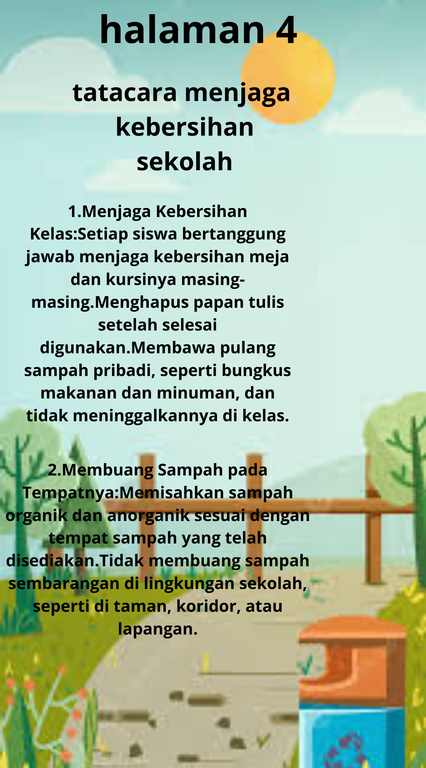 halaman 4
tatacara menjaga
kebersihan
sekolah
1.Menjaga Kebersihan
Kelas:Setiap siswa bertanggung
jawab menjaga kebersihan meja
dan kursinya masing-
masing.Menghapus papan tulis
setelah selesai
digunakan.Membawa pulang
sampah pribadi, seperti bungkus
makanan dan minuman, dan
tidak meninggalkannya di kelas.
2.Membuang Sampah pada
Tempatnya:Memisahkan sampah
organik dan anorganik sesuai dengan
tempat sampah yang telah
disediakan.Tidak membuang sampah
sembarangan di lingkungan sekolah,
seperti di taman, koridor, atau
lapangan.